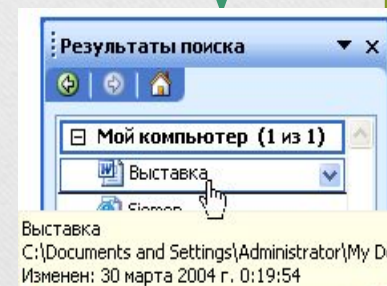 Результаты поиска
Мой компьютер (1 из 1)
Выставка
Выставка
C:\Documents and Settings\Administrator\My D
Изменен: 30 марта 2004 г. 0:19:54